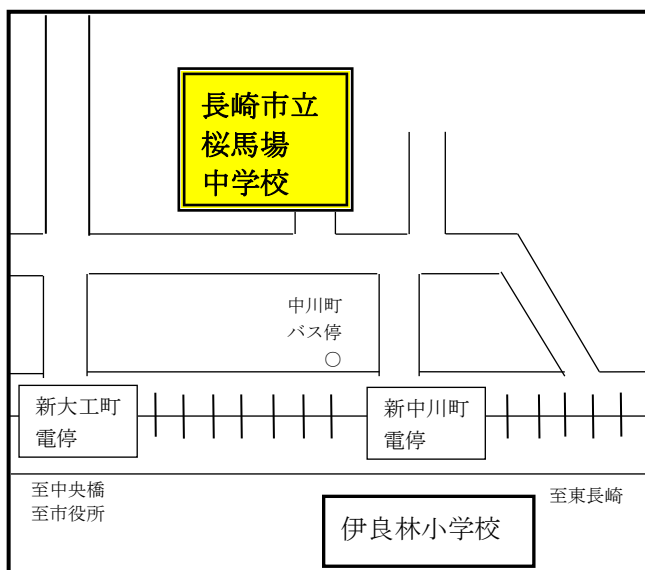 長崎市立
桜馬場
中学校
中川町
バス停
○
新大工町
電停
新中川町
電停
至中央橋
至市役所
至東長崎
伊良林小学校